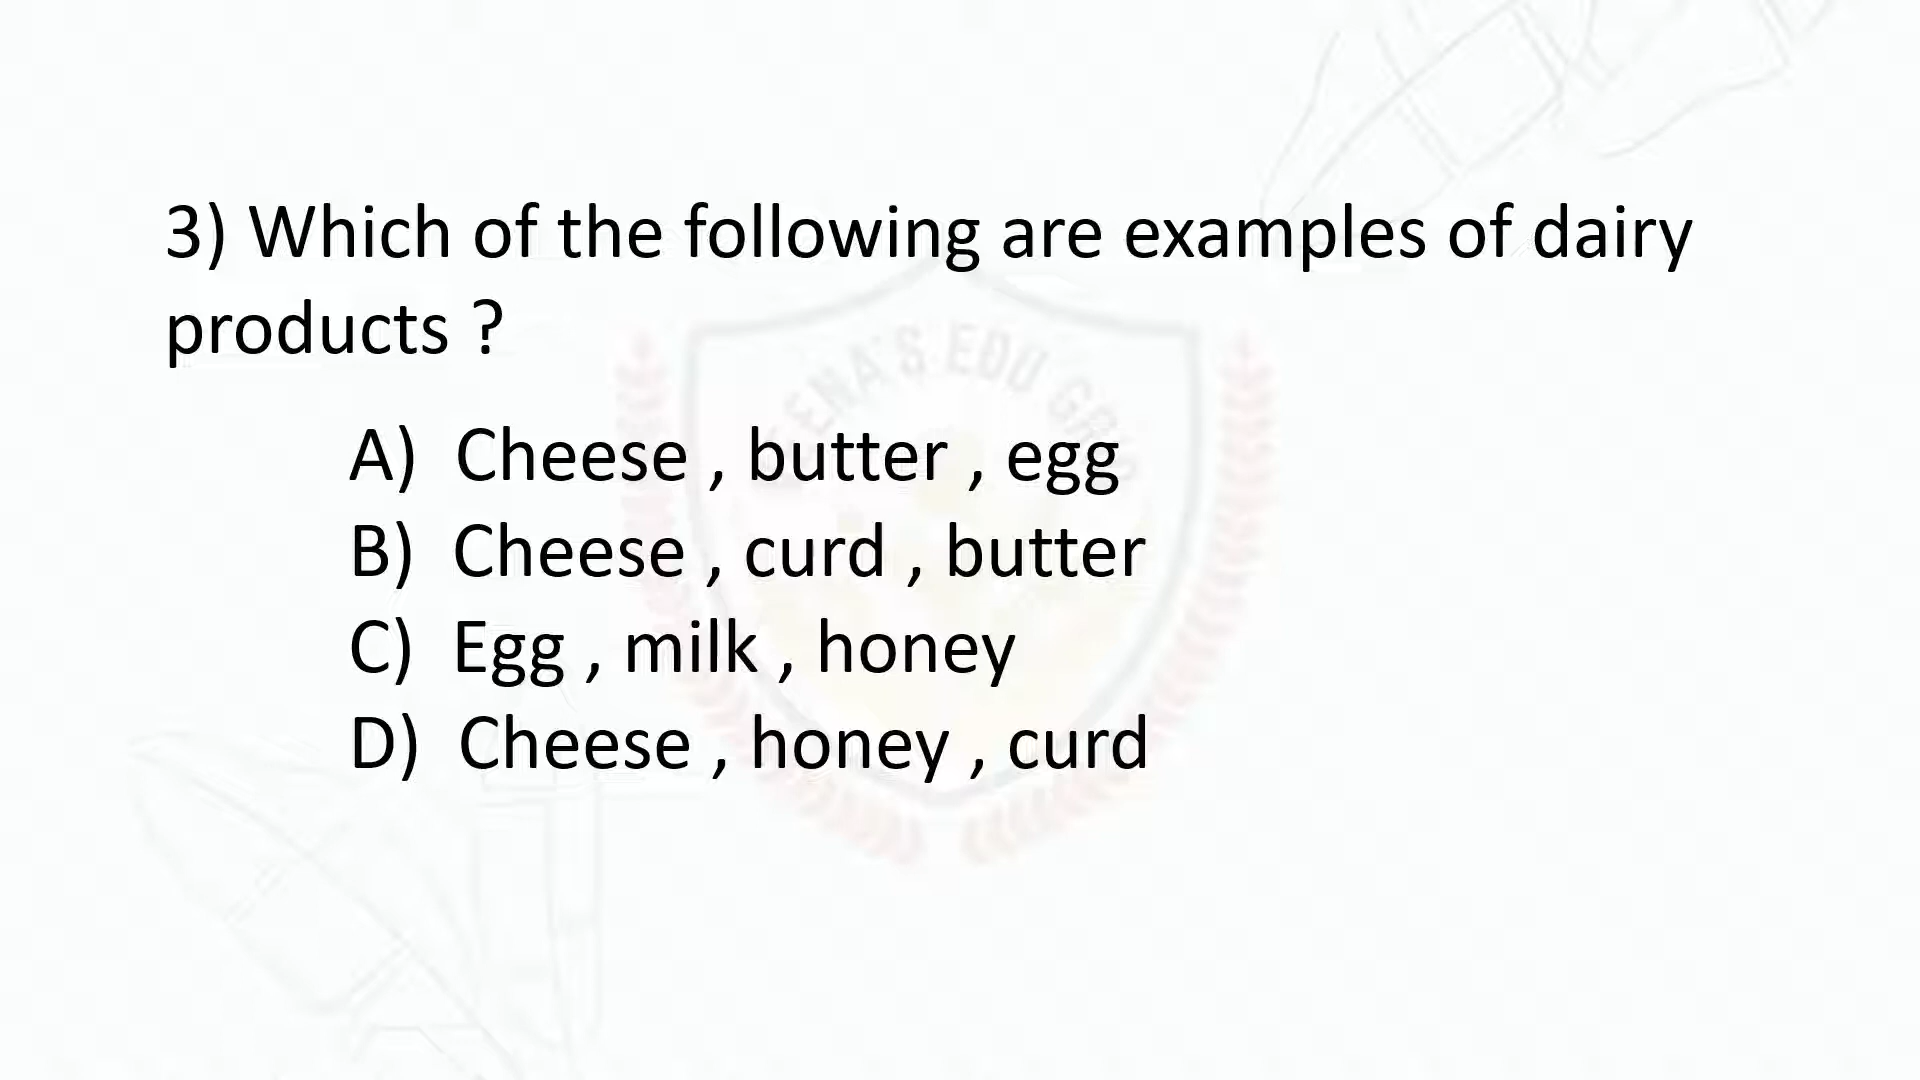 3) Which of the following are examples of dairy
products ?
A) Cheese , butter , egg
B) Cheese , curd , butter
C) Egg , milk , honey
D) Cheese , honey , curd